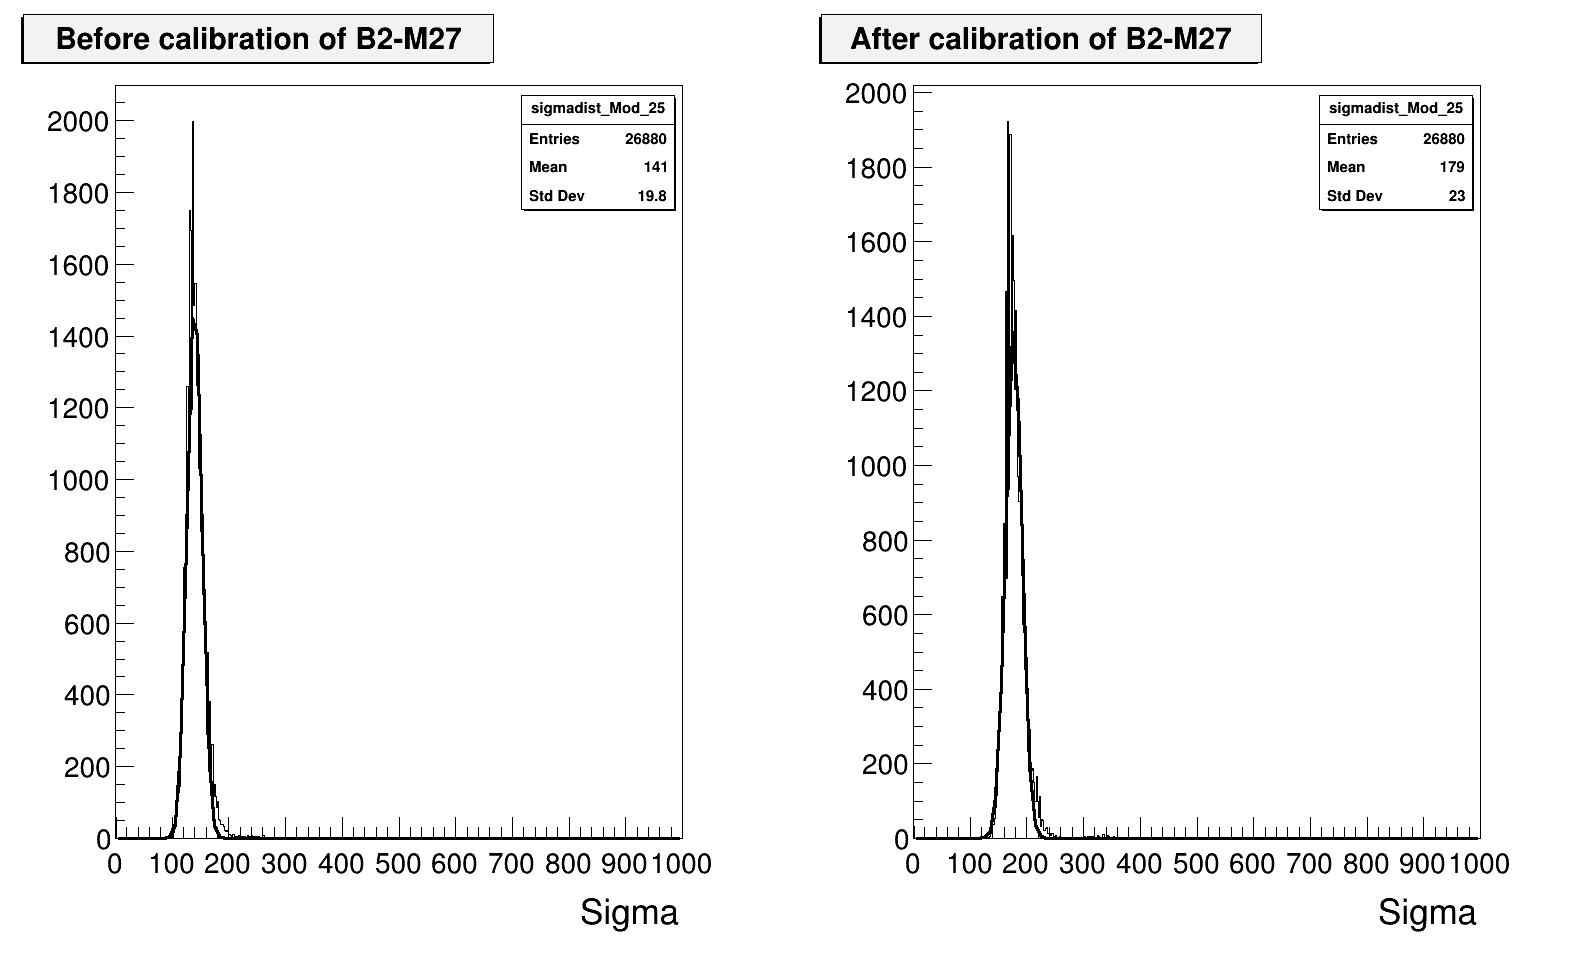 Before calibration of B2-M27
sigmadist_Mod_25
Entries 26880
Mean 141
Std Dev 19.8
2000
1800
1600
1400
1200
1000
800
600
400
200
0
0 100 200 300 400 500 600 700 800 900 1000
Sigma
After calibration of B2-M27
sigmadist_Mod_25
Entries 26880
Mean 179
Std Dev 23
2000
1800
1600
1400
1200
1000
800
600
400
200
0
0 100 200 300 400 500 600 700 800 900 1000
Sigma